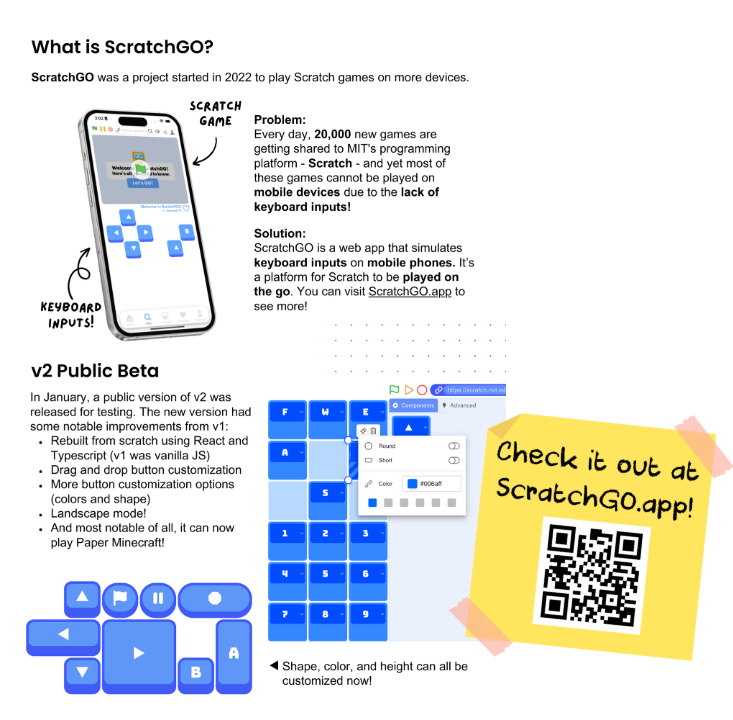 What is ScratchGO?
ScratchGO was a project started in 2022 to play Scratch games on more devices.
SCRATCH
GAME
KEYBOARD
INPUTS!
Problem:
Every day, 20,000 new games are
getting shared to MIT's programming
platform - Scratch - and yet most of
these games cannot be played on
mobile devices due to the lack of
keyboard inputs!
Solution:
ScratchGO is a web app that simulates
keyboard inputs on mobile phones. It's
a platform for Scratch to be played on
the go. You can visit ScratchGO.app to
see more!
Let's GO!
B
v2 Public Beta
In January, a public version of v2 was
released for testing. The new version had
some notable improvements from v1:
• Rebuilt from scratch using React and
Typescript (v1 was vanilla JS)
• Drag and drop button customization
• More button customization options
(colors and shape)
• Landscape mode!
• And most notable of all, it can now
play Paper Minecraft!
https://scratch.mit.ed
Components
Advanced
F W E
A
S
1 2 3
4 5 6
7 8 9
Round
Short
Color #006aff
Check it out at
ScratchGO.app!
A
B
◀ Shape, color, and height can all be
customized now!